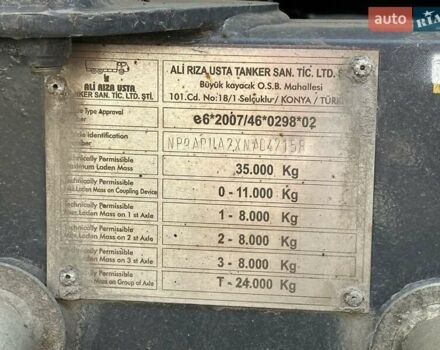 auto RIA.com
ALİ RIZA USTA
TANKER SAN. TİC. LTD. ŞTİ.
ALİ RIZA USTA TANKER SAN. TİC. LTD. Ş
Büyük kayacık O.S.B. Mahallesi
101.Cd. No:18/1 Selçuklu/ KONYA / TÜR
Type Approval
e6*2007/46*0298*02
identification
Technically Permissible
Laden Mass
35.000 Kg
Technically Permissible
Laden Mass on Coupling Device
0-11.000 Kg
Technically Permissible
Laden Mass on 1 st Axle
1 - 8.000 Kg
Technically Permissible
Laden Mass on 2 st Axle
2 - 8.000 Kg
Permissible
Laden Mass on 3 st Axle
3 - 8.000 Kg
Permissible
Mass on Group of Axle
T - 24.000 Kg